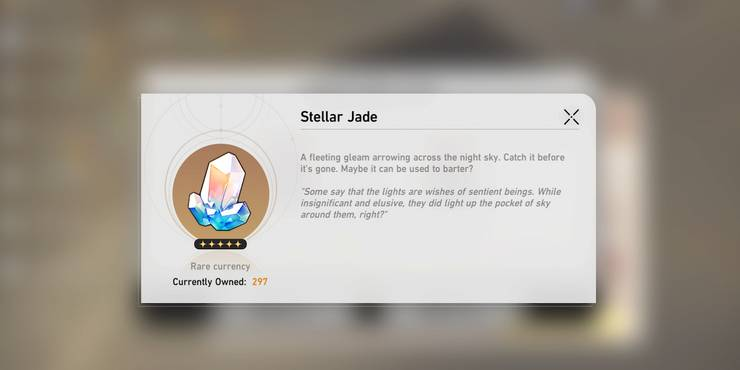 Stellar Jade
A fleeting gleam arrowing across the night sky. Catch it before
it's gone. Maybe it can be used to barter?
"Some say that the lights are wishes of sentient beings. While
insignificant and elusive, they did light up the pocket of sky
around them, right?"
Rare currency
Currently Owned: 297